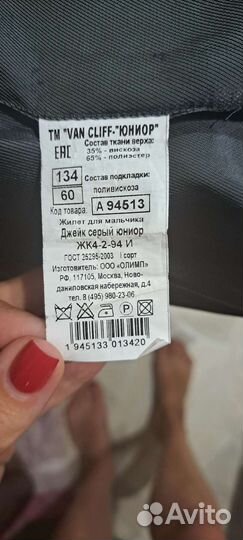 ТМ "VAN CLIFF-"ЮНИОР"
Состав ткани верха:
35% - вискоза
65% - полиэстер
EAC
134
60
Состав подкладки:
поливискоза
Код товара
А 94513
Жилет для мальчика
Джейк серый юниор
ЖК4-2-94 И
ГОСТ 25295-2003 I сорт
Изготовитель: ООО «ОЛИМП»
РФ, 117105, Москва, Ново-
даниловская набережная, д.4
тел. 8 (495) 980-23-06
P
1 945133 013420
Avito